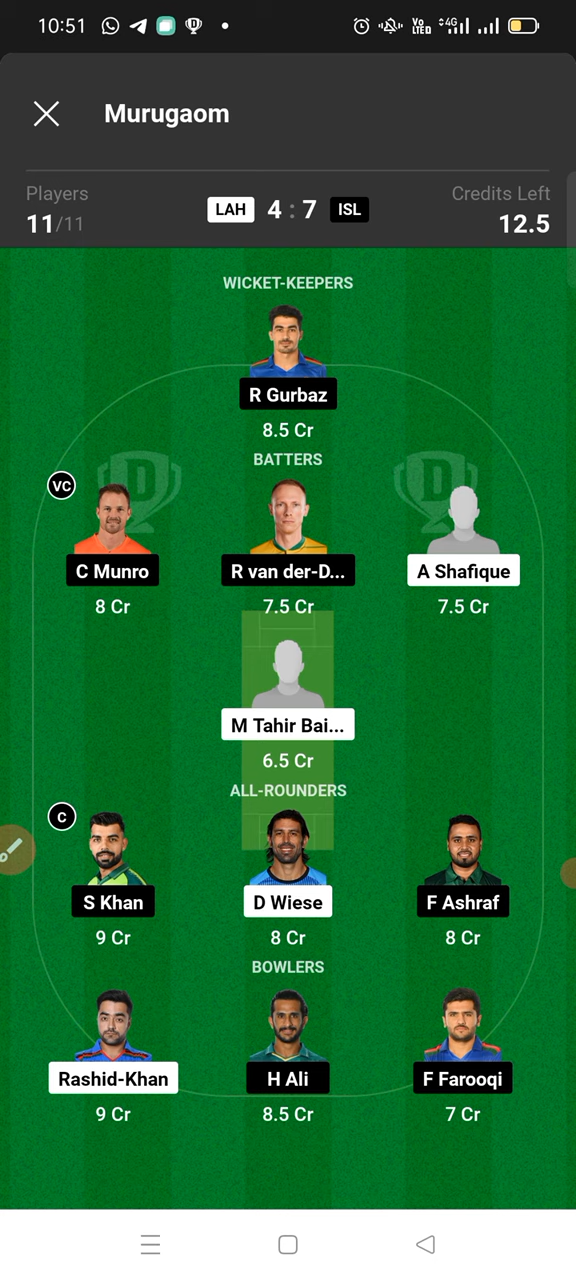 10:51
Vo LTED 4G
Murugaom
Players
11/11
LAH 4 : 7 ISL
Credits Left
12.5
WICKET-KEEPERS
R Gurbaz
8.5 Cr
BATTERS
VC
C Munro
8 Cr
R van der-D...
7.5 Cr
A Shafique
7.5 Cr
M Tahir Bai...
6.5 Cr
ALL-ROUNDERS
C
S Khan
9 Cr
D Wiese
8 Cr
F Ashraf
8 Cr
BOWLERS
Rashid-Khan
9 Cr
H Ali
8.5 Cr
F Farooqi
7 Cr